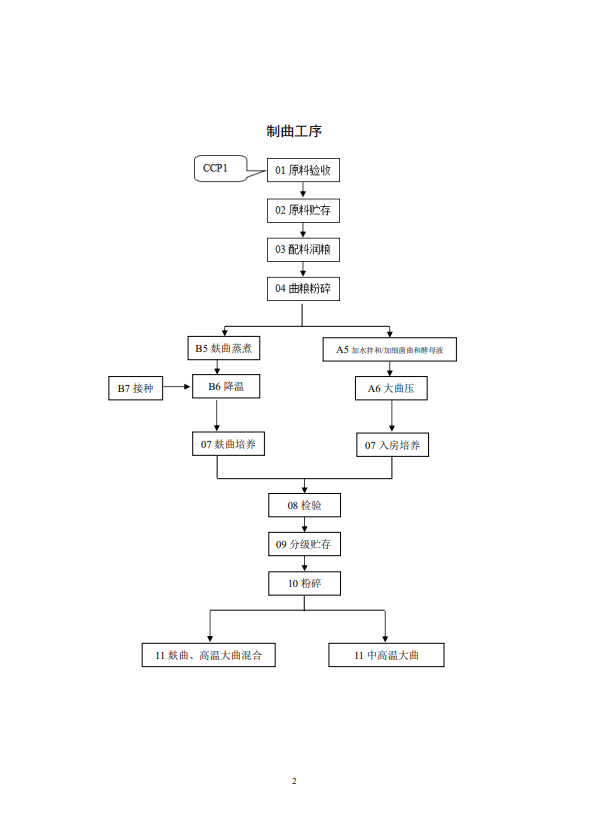 制曲工序
CCP1
01 原料验收
02 原料贮存
03 配料润粮
04 曲粮粉碎
B5 麸曲蒸煮
A5 加水拌和/加细菌曲和酵母液
B7 接种
B6 降温
A6 大曲压
07 麸曲培养
07 入房培养
08 检验
09 分级贮存
10 粉碎
11 麸曲、高温大曲混合
11 中高温大曲
2